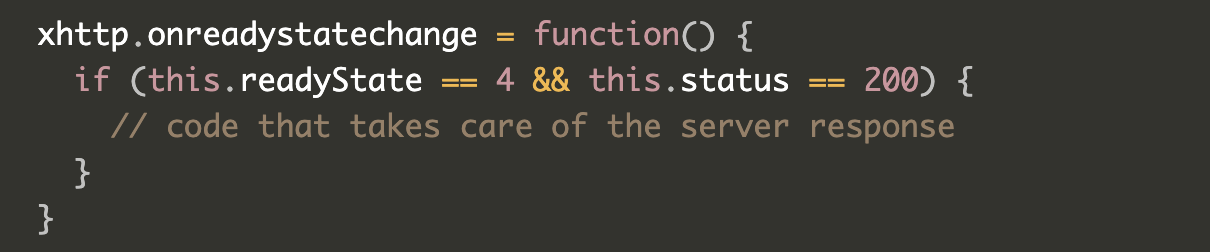 xhttp.onreadystatechange = function() {
  if (this.readyState == 4 && this.status == 200) {
    // code that takes care of the server response
  }
}